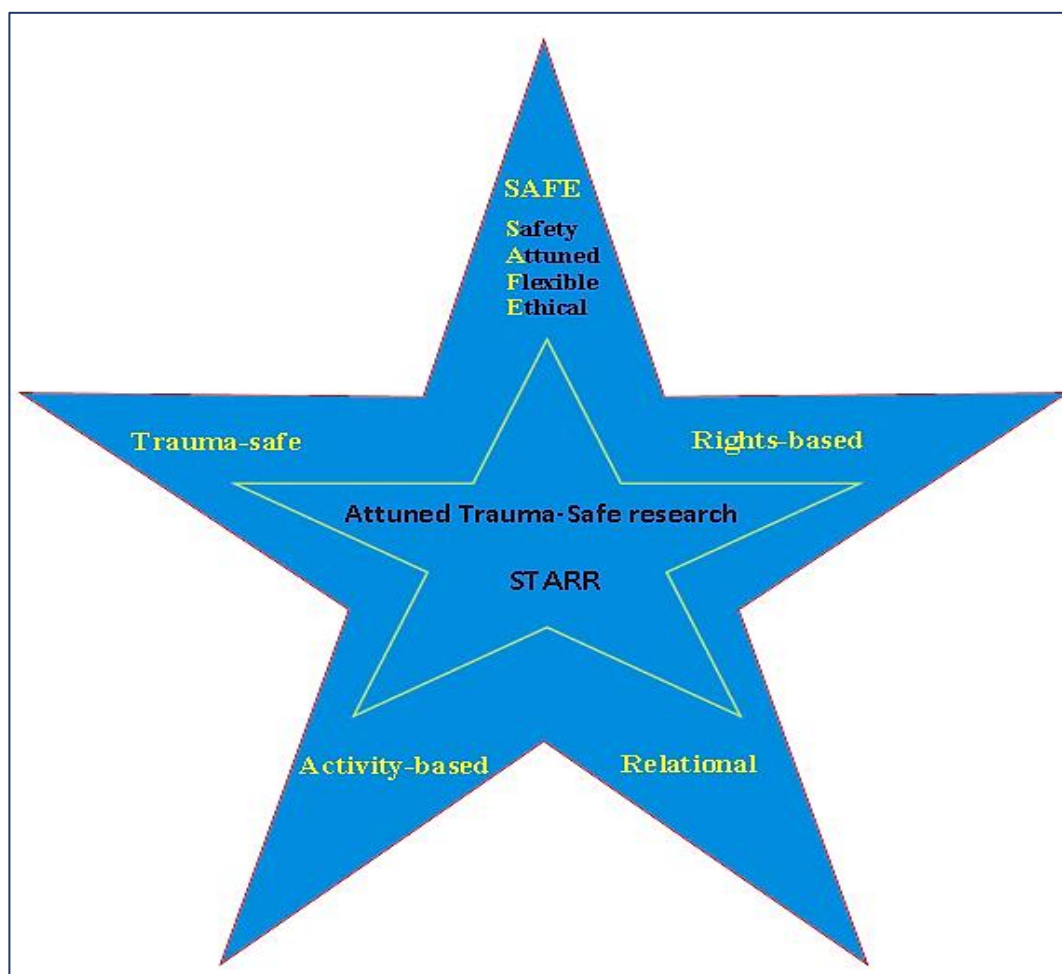 SAFE
Safety
Attuned
Flexible
Ethical
Trauma-safe
Rights-based
Attuned Trauma-Safe research
STARR
Activity-based
Relational